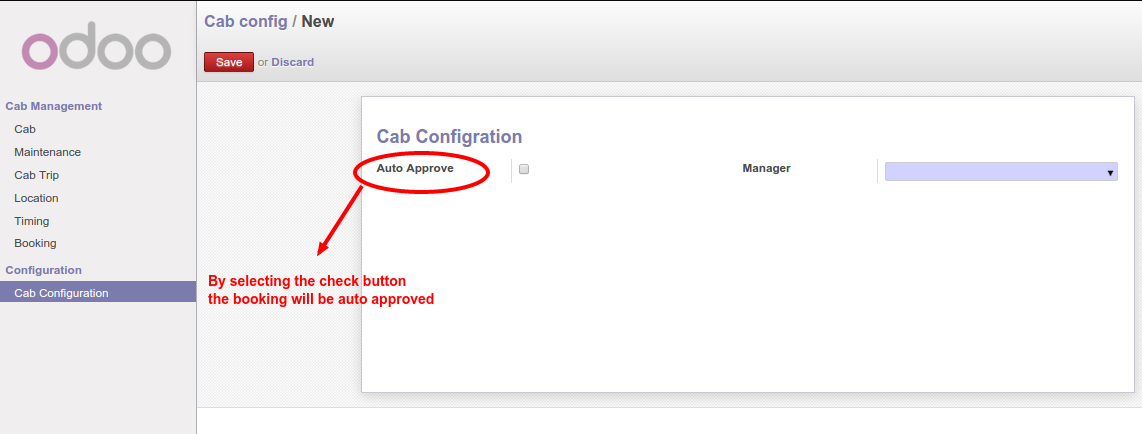 odoo
Cab Management
Cab
Maintenance
Cab Trip
Location
Timing
Booking
Configuration
Cab Configuration
Cab config / New
Save or Discard
Cab Configration
Auto Approve
Manager
By selecting the check button
the booking will be auto approved